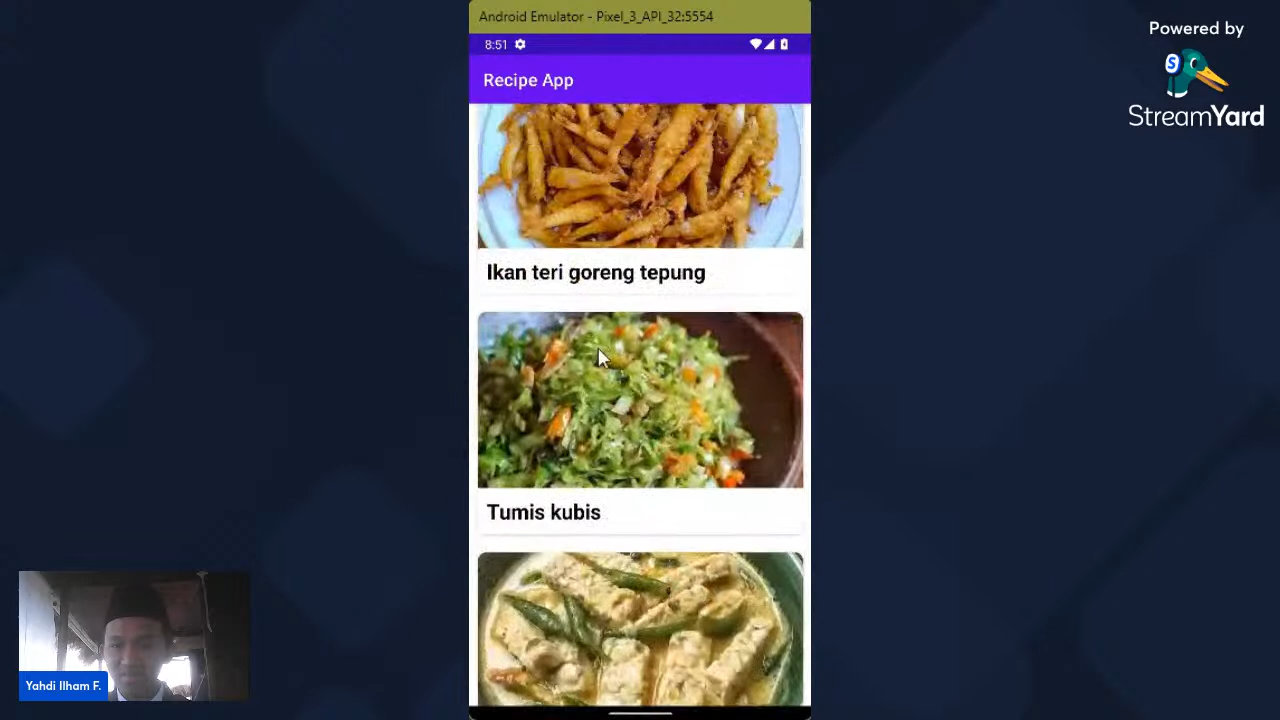 Android Emulator - Pixel_3_API_32:5554
8:51
Recipe App
Ikan teri goreng tepung
Tumis kubis
Powered by
S
StreamYard
Yahdi Ilham F.